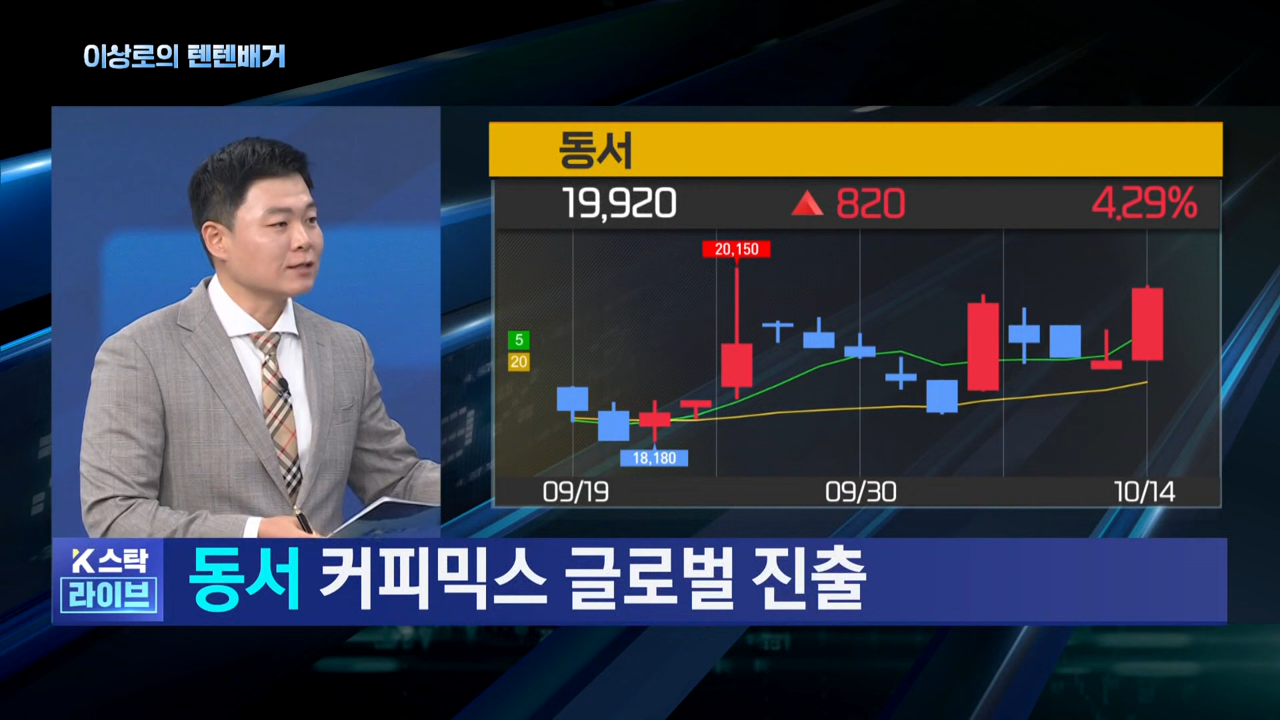 이상로의 텐텐배거
동서
19,920 ▲ 820 4.29%
20,150
5
20
18,180
09/19 09/30 10/14
K스탁
라이브
동서 커피믹스 글로벌 진출